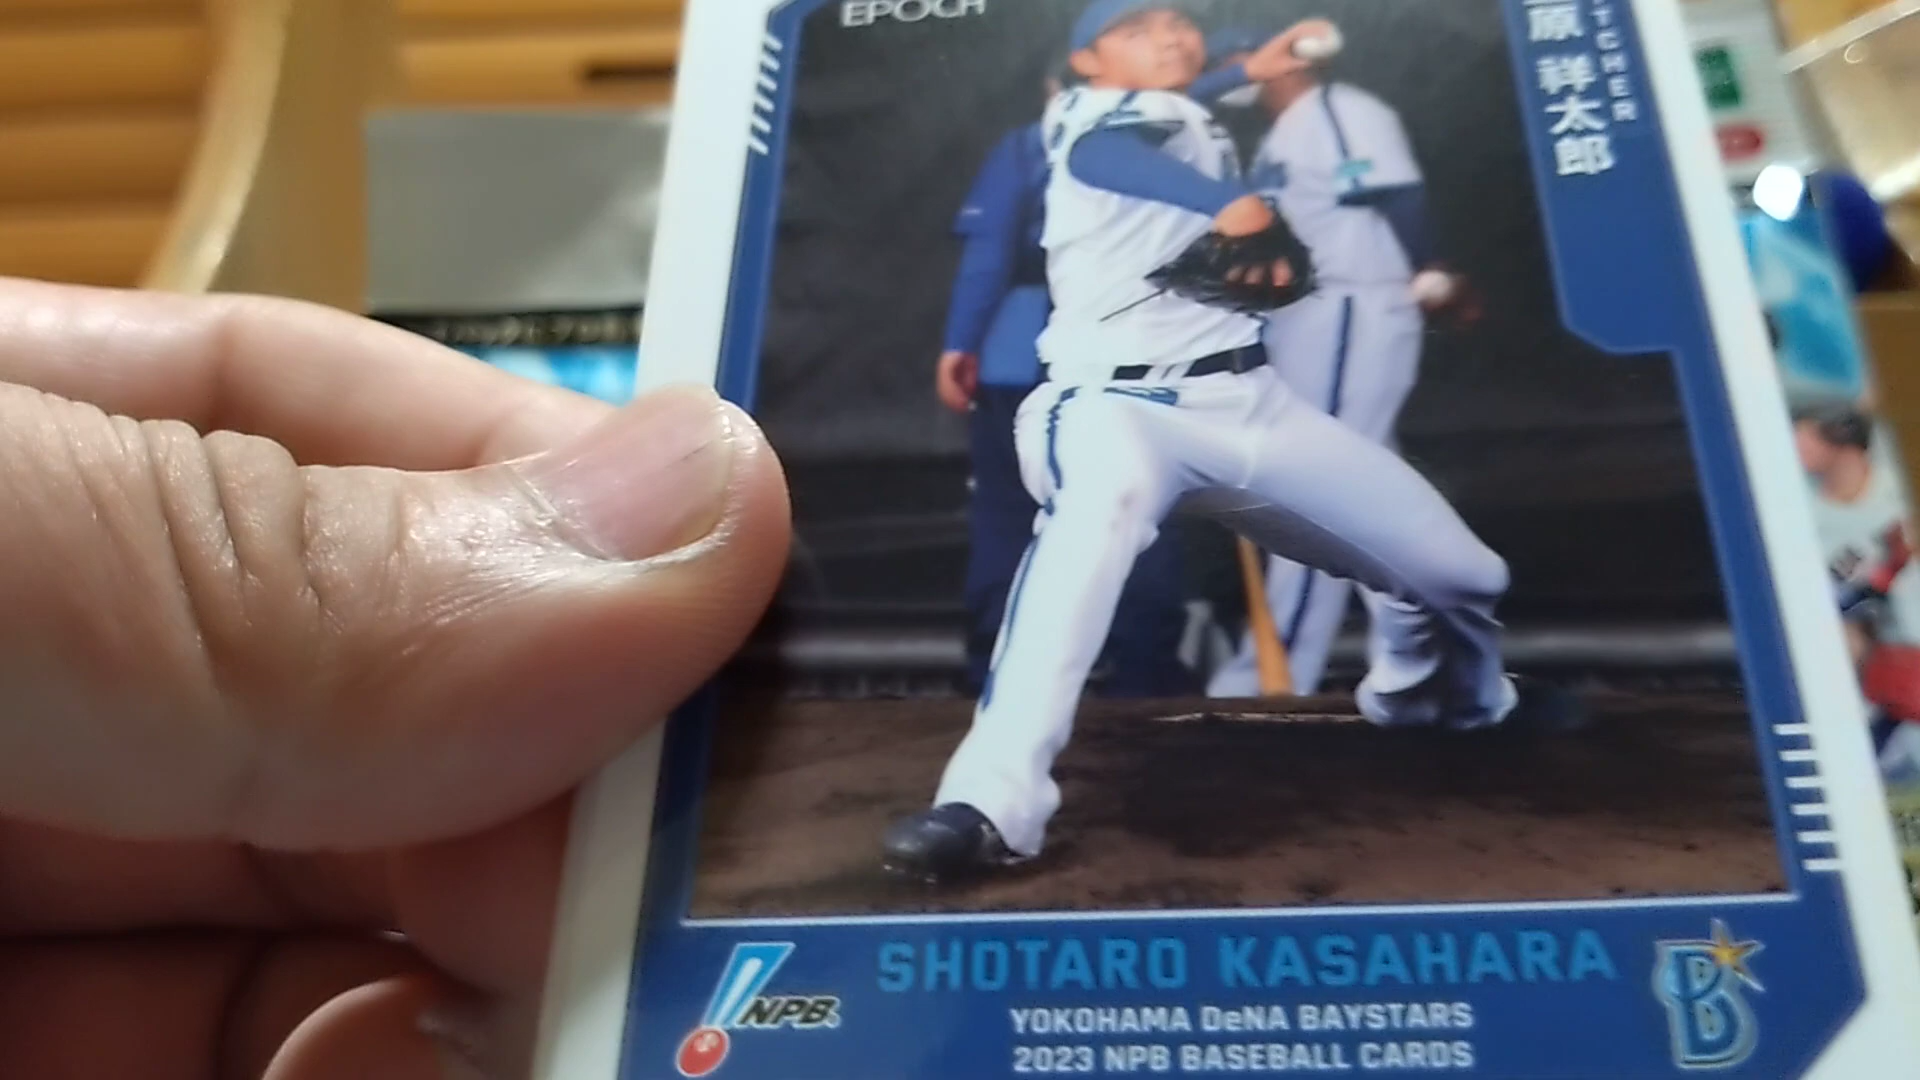 EPOCH
原 祥太郎
TCHER
SHOTARO KASAHARA
NPB
YOKOHAMA DeNA BAYSTARS
2023 NPB BASEBALL CARDS